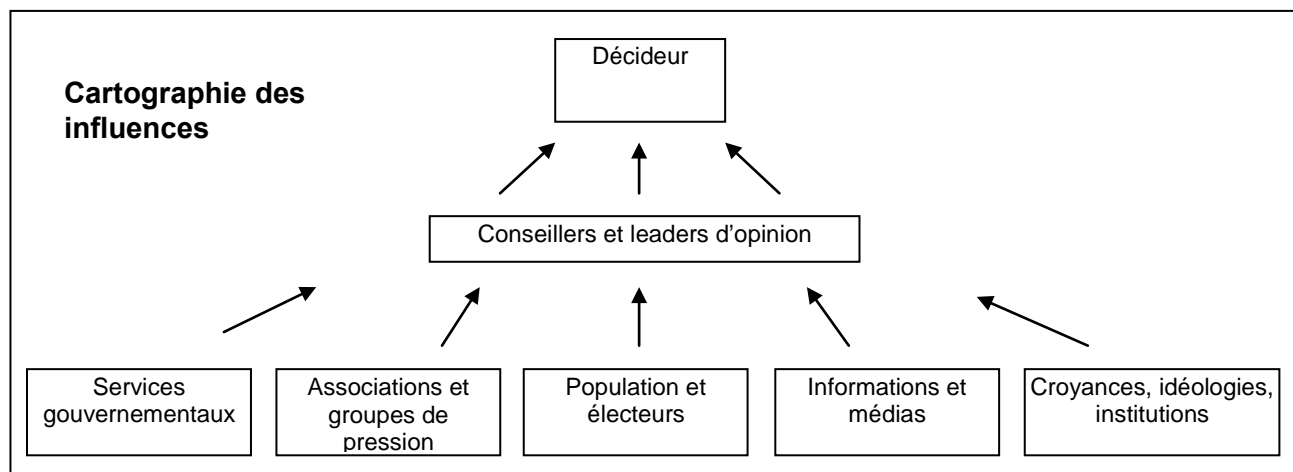 Décideur
Cartographie des
influences
Conseillers et leaders d’opinion
Services
gouvernementaux
Associations et
groupes de
pression
Population et
électeurs
Informations et
médias
Croyances, idéologies,
institutions